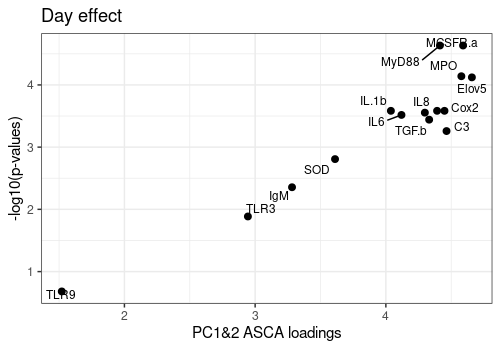 Day effect
MCSFR.a
MyD88
MPO
Elov5
IL.1b
IL8
Cox2
IL6
TGF.b
C3
SOD
IgM
TLR3
TLR9
4
3
2
1
-log10(p-values)
2 3 4
PC1&2 ASCA loadings